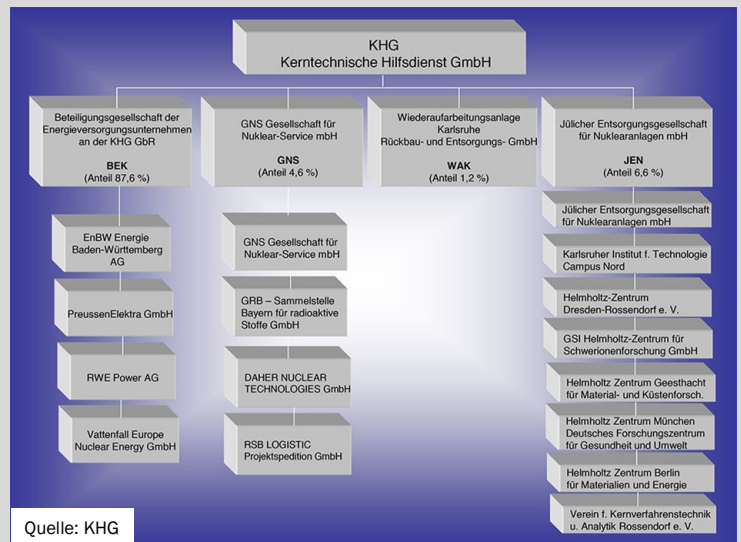 KHG
Kerntechnische Hilfsdienst GmbH
Beteiligungsgesellschaft der
Energieversorgungsunternehmen
an der KHG GbR
BEK
(Anteil 87,6 %)
GNS Gesellschaft für
Nuklear-Service mbH
GNS
(Anteil 4,6 %)
Wiederaufarbeitungsanlage
Karlsruhe
Rückbau- und Entsorgungs- GmbH
WAK
(Anteil 1,2 %)
Jülicher Entsorgungsgesellschaft
für Nuklearanlagen mbH
JEN
(Anteil 6,6 %)
EnBW Energie
Baden-Württemberg
AG
PreussenElektra GmbH
RWE Power AG
Vattenfall Europe
Nuclear Energy GmbH
GNS Gesellschaft für
Nuklear-Service mbH
GRB – Sammelstelle
Bayern für radioaktive
Stoffe GmbH
DAHER NUCLEAR
TECHNOLOGIES GmbH
RSB LOGISTIC
Projektspedition GmbH
Jülicher Entsorgungsgesellschaft
für Nuklearanlagen mbH
Karlsruher Institut f. Technologie
Campus Nord
Helmholtz-Zentrum
Dresden-Rossendorf e. V.
GSI Helmholtz-Zentrum für
Schwerionenforschung GmbH
Helmholtz Zentrum Geesthacht
für Material- und Küstenforsch.
Helmholtz Zentrum München
Deutsches Forschungszentrum
für Gesundheit und Umwelt
Helmholtz Zentrum Berlin
für Materialien und Energie
Verein f. Kernverfahrenstechnik
u. Analytik Rossendorf e. V.
Quelle: KHG